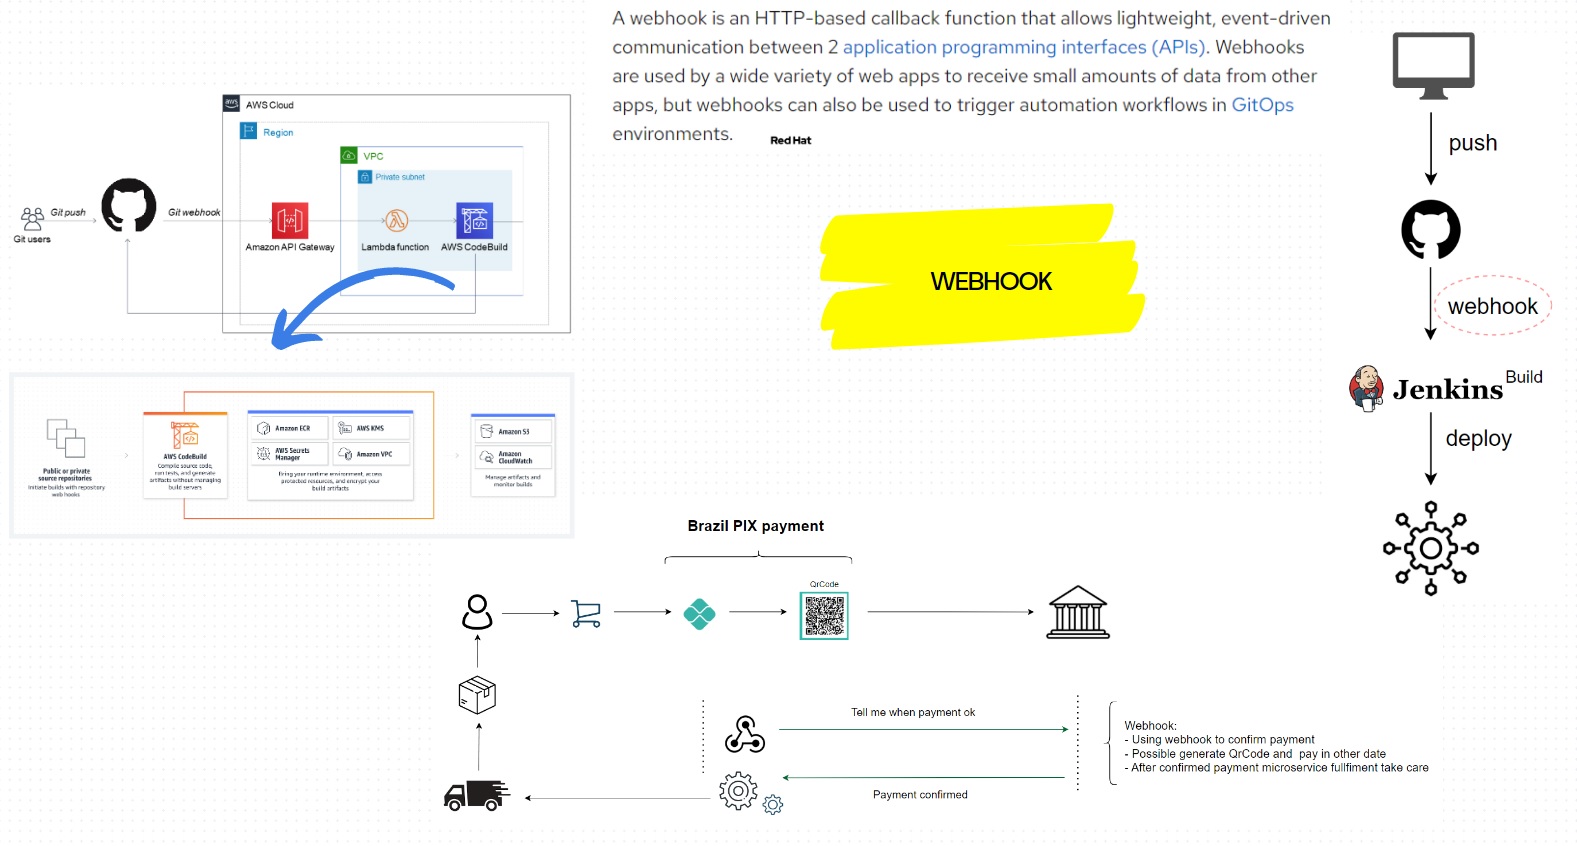 A webhook is an HTTP-based callback function that allows lightweight, event-driven
communication between 2 application programming interfaces (APIs). Webhooks
are used by a wide variety of web apps to receive small amounts of data from other
apps, but webhooks can also be used to trigger automation workflows in GitOps
environments.
Red Hat
aws
AWS Cloud
Region
VPC
Private subnet
Git push
Git webhook
Git users
Amazon API Gateway
Lambda function
AWS CodeBuild
WEBHOOK
push
webhook
Jenkins
Build
deploy
Public or private
source repositories
Initiate builds with repository
web hooks
AWS CodeBuild
Compile source code,
run tests, and generate
artifacts without managing
build servers
Amazon ECR
AWS KMS
AWS Secrets
Manager
Amazon VPC
Bring your runtime environment, access
protected resources, and encrypt your
build artifacts
Amazon S3
Amazon
CloudWatch
Manage artifacts and
monitor builds
Brazil PIX payment
QrCode
Tell me when payment ok
Payment confirmed
Webhook:
- Using webhook to confirm payment
- Possible generate QrCode and pay in other date
- After confirmed payment microservice fullfiment take care